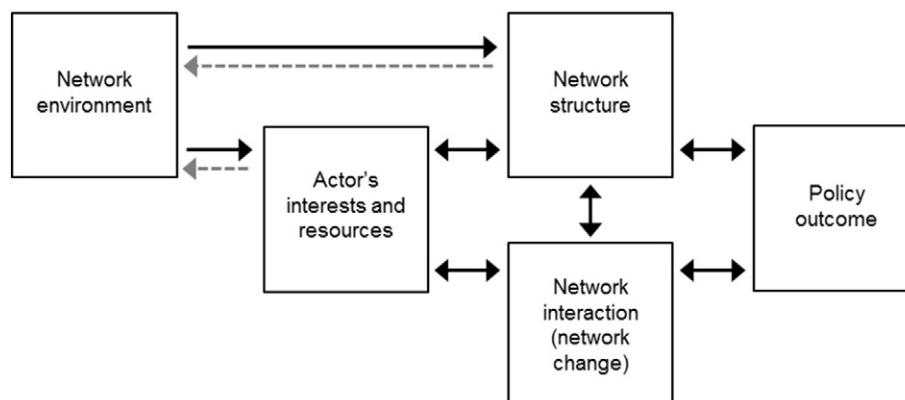 Network
environment
Network
structure
Actor’s
interests and
resources
Policy
outcome
Network
interaction
(network
change)